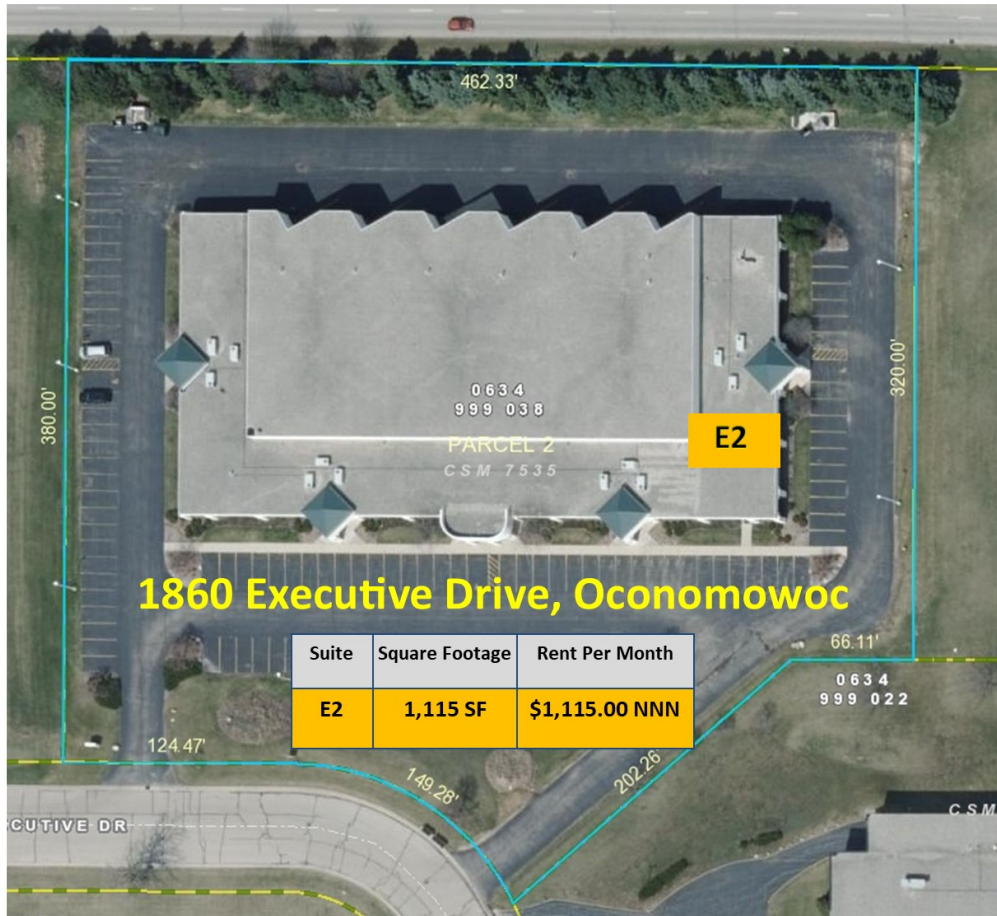 462.33'
380.00'
320.00'
0634
999 038
E2
PARCEL 2
CSM 7535
1860 Executive Drive, Oconomowoc
66.11'
Suite Square Footage Rent Per Month
E2 1,115 SF $1,115.00 NNN
0634
999 022
124.47'
149.28'
202.26'
CSM
CUTIVE DR